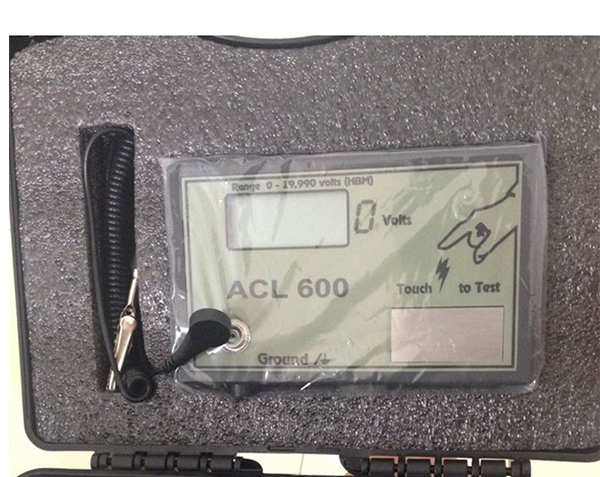 Range 0 - 19,990 volts (HBM)
0 Volts
ACL 600
Touch to Test
Ground